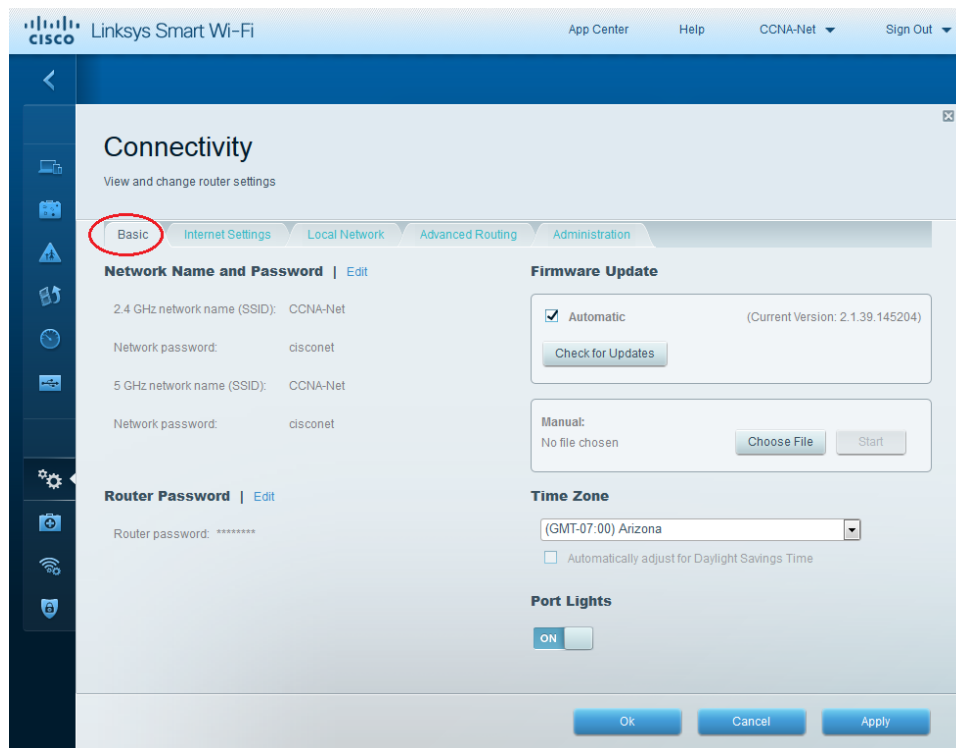 CISCO Linksys Smart Wi-Fi App Center Help CCNA-Net Sign Out
Connectivity
View and change router settings
Basic Internet Settings Local Network Advanced Routing Administration
Network Name and Password | Edit
2.4 GHz network name (SSID): CCNA-Net
Network password: cisconet
5 GHz network name (SSID): CCNA-Net
Network password: cisconet
Router Password | Edit
Router password: ********
Firmware Update
Automatic (Current Version: 2.1.39.145204)
Check for Updates
Manual:
No file chosen Choose File Start
Time Zone
(GMT-07:00) Arizona
Automatically adjust for Daylight Savings Time
Port Lights
ON
Ok Cancel Apply